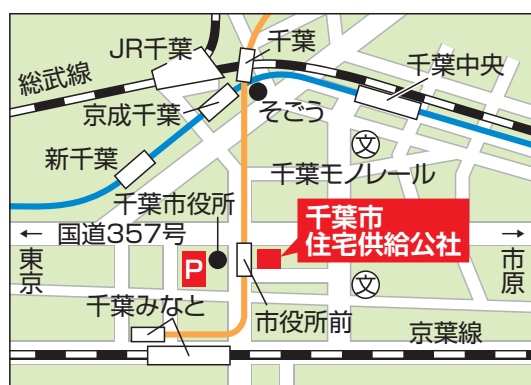 JR千葉
千葉
総武線
千葉中央
京成千葉
そごう
新千葉
文
千葉モノレール
千葉市役所
千葉市
住宅供給公社
← 国道357号 →
東京
市原
P
文
千葉みなと
市役所前
京葉線